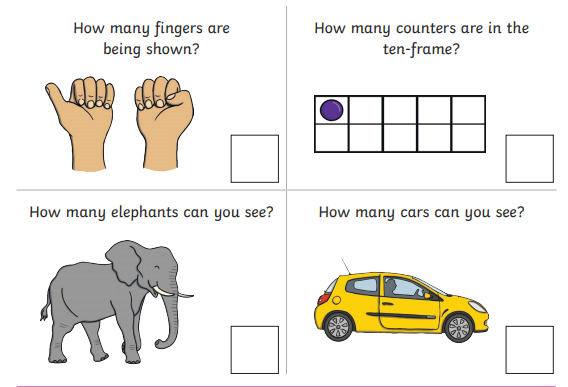 How many fingers are
being shown?
How many counters are in the
ten-frame?
How many elephants can you see?
How many cars can you see?